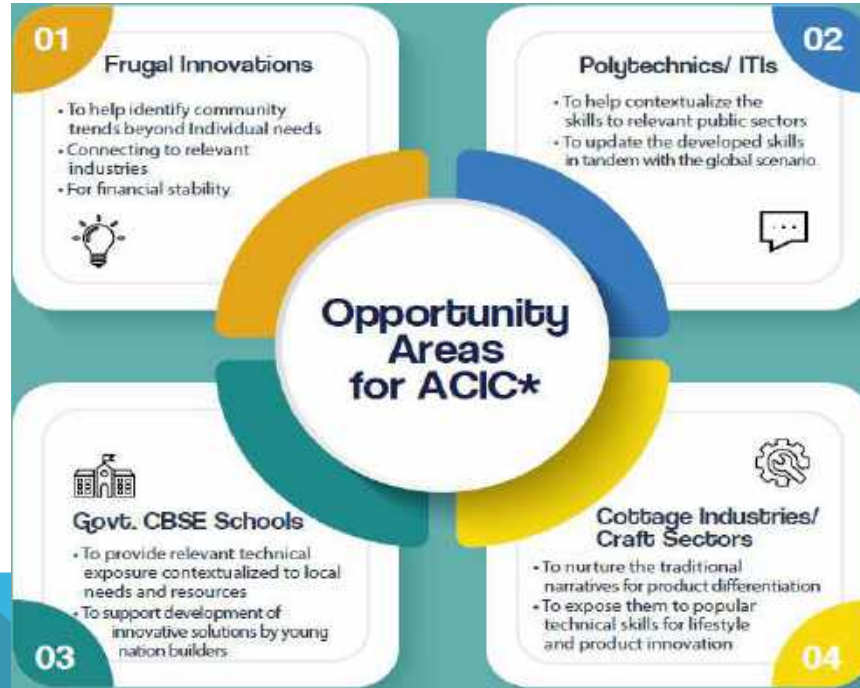 01
Frugal Innovations
• To help identify community
trends beyond Individual needs
• Connecting to relevant
industries
• For financial stability
02
Polytechnics/ ITIs
• To help contextualize the
skills to relevant public sectors
• To update the developed skills
in tandem with the global scenario
Opportunity
Areas
for ACIC*
Govt. CBSE Schools
• To provide relevant technical
exposure contextualized to local
needs and resources
• To support development of
innovative solutions by young
nation builders
03
Cottage Industries/
Craft Sectors
• To nurture the traditional
narratives for product differentiation
• To expose them to popular
technical skills for lifestyle
and product innovation
04